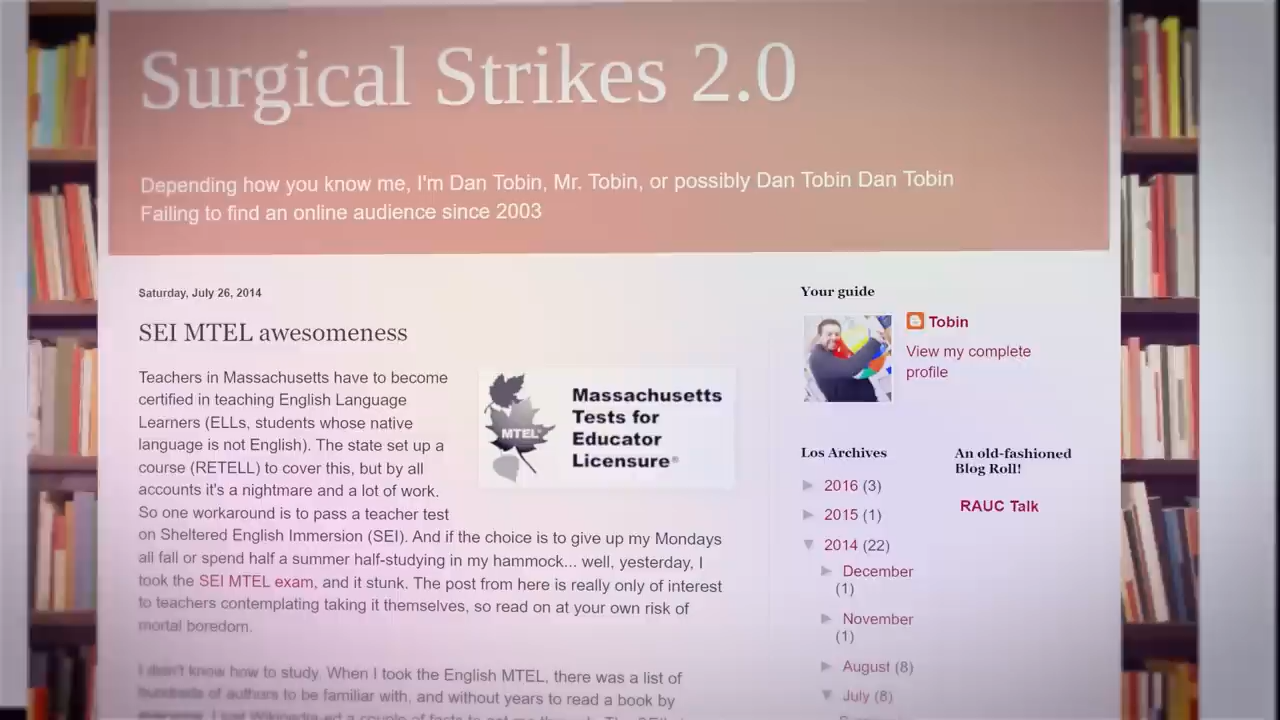 Surgical Strikes 2.0
Depending how you know me, I'm Dan Tobin, Mr. Tobin, or possibly Dan Tobin Dan Tobin
Failing to find an online audience since 2003
Saturday, July 26, 2014
SEI MTEL awesomeness
Teachers in Massachusetts have to become
certified in teaching English Language
Learners (ELLs, students whose native
language is not English). The state set up a
course (RETELL) to cover this, but by all
accounts it's a nightmare and a lot of work.
So one workaround is to pass a teacher test
on Sheltered English Immersion (SEI). And if the choice is to give up my Mondays
all fall or spend half a summer half-studying in my hammock... well, yesterday, I
took the SEI MTEL exam, and it stunk. The post from here is really only of interest
to teachers contemplating taking it themselves, so read on at your own risk of
mortal boredom.
I didn't know how to study. When I took the English MTEL, there was a list of
hundreds of authors to be familiar with, and without years to read a book by
MTEL
Massachusetts
Tests for
Educator
Licensure®
Your guide
Tobin
View my complete
profile
Los Archives
2016 (3)
2015 (1)
2014 (22)
December
(1)
November
(1)
August (8)
July (8)
An old-fashioned
Blog Roll!
RAUC Talk